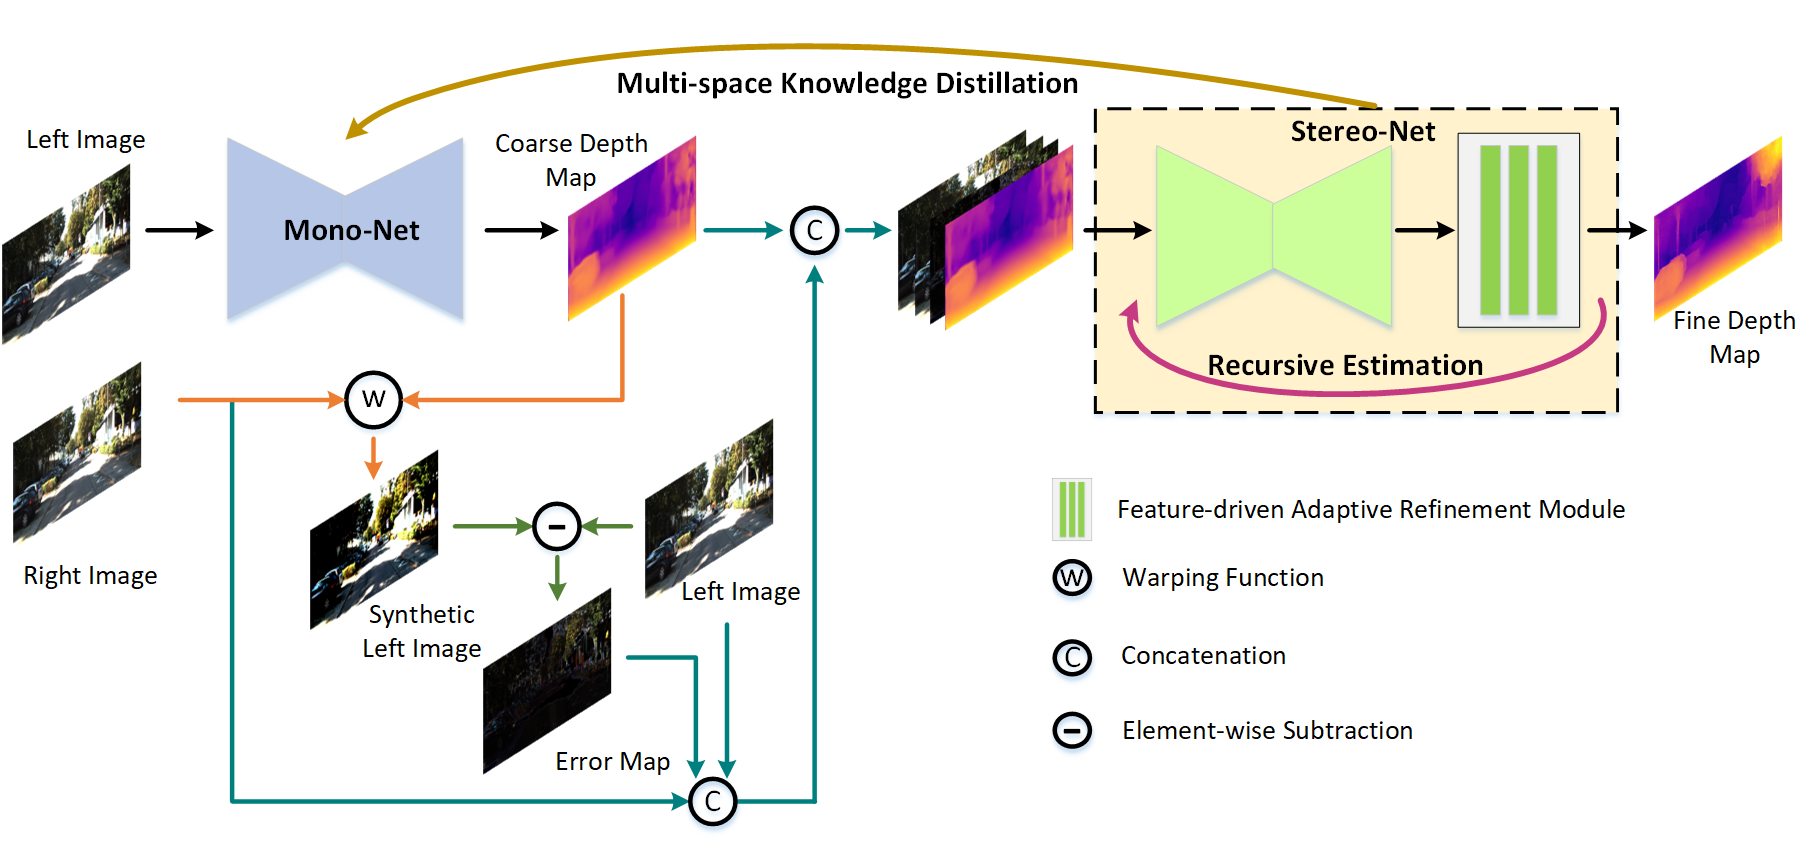 Multi-space Knowledge Distillation
Left Image
Mono-Net
Coarse Depth
Map
C
Stereo-Net
Recursive Estimation
Fine Depth
Map
W
Right Image
Synthetic
Left Image
Left Image
Error Map
C
Feature-driven Adaptive Refinement Module
W Warping Function
C Concatenation
Element-wise Subtraction